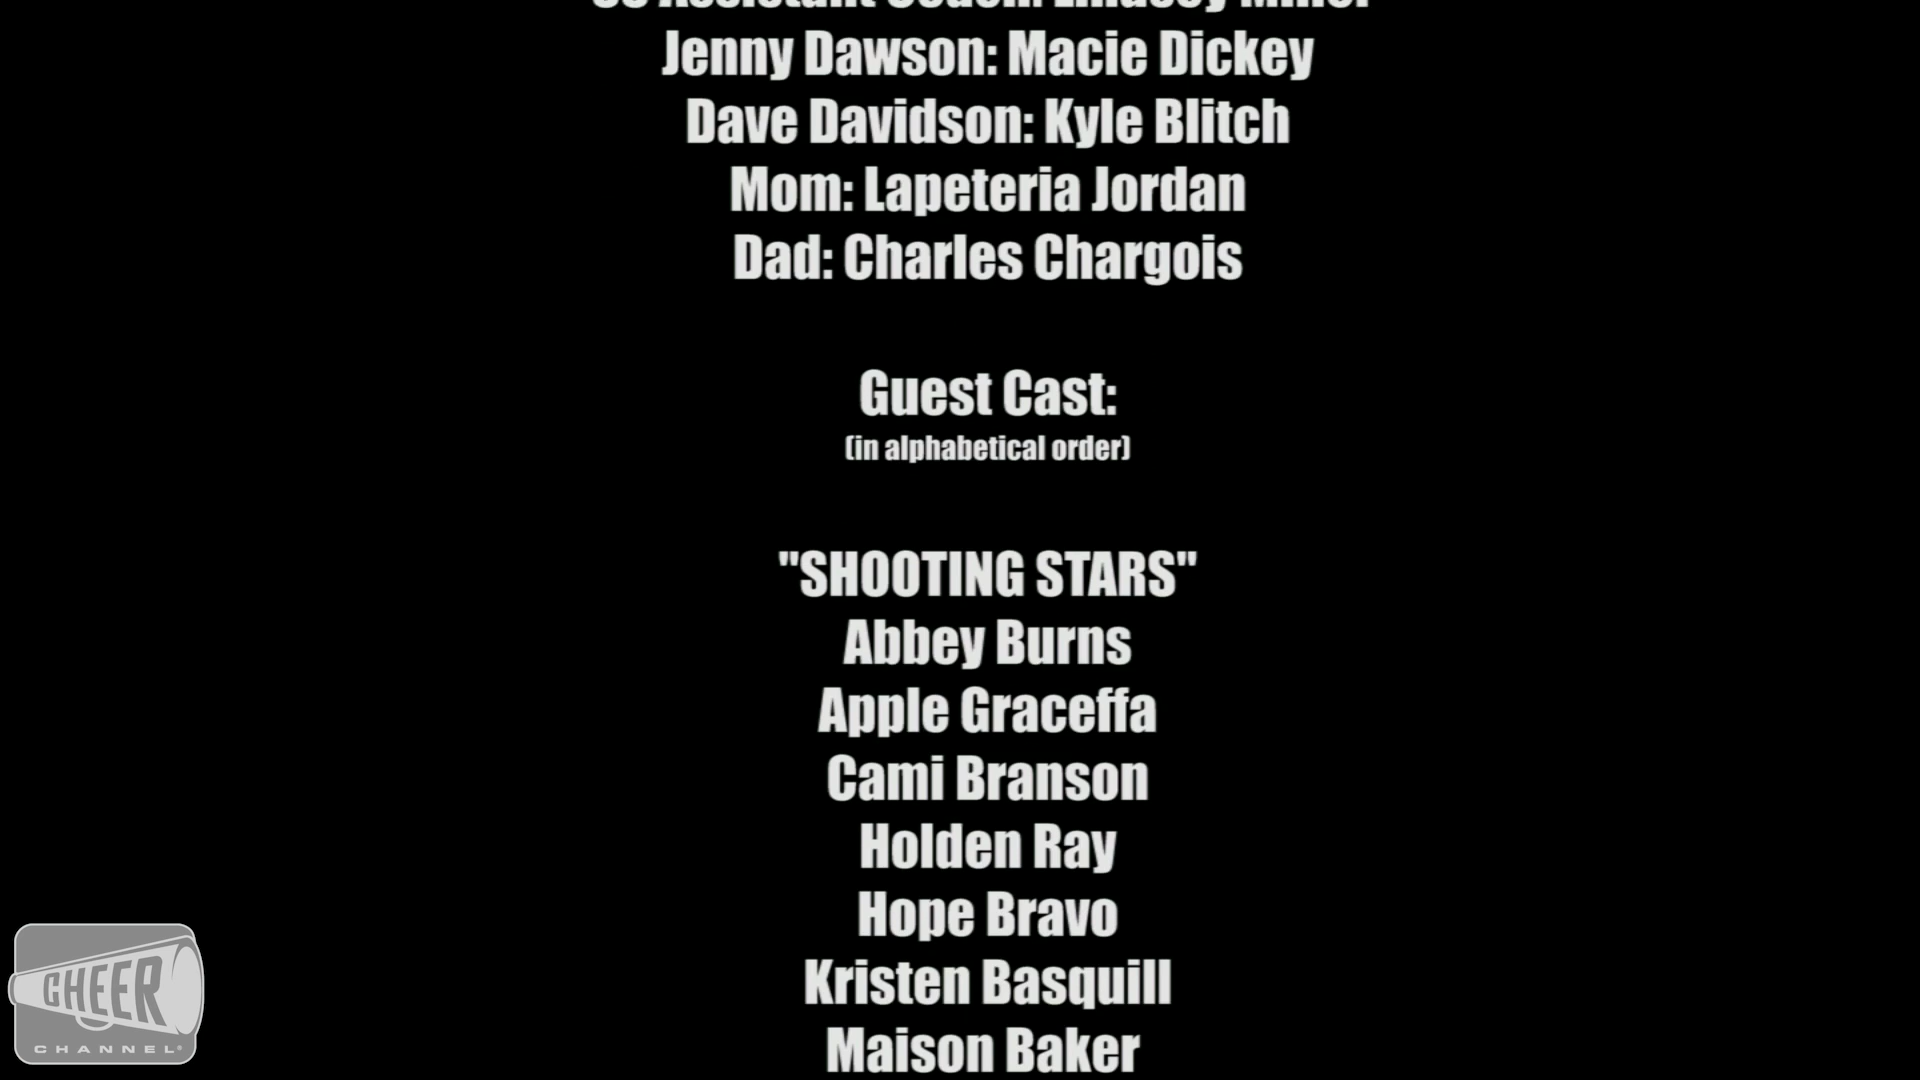 Jenny Dawson: Macie Dickey
Dave Davidson: Kyle Blitch
Mom: Lapeteria Jordan
Dad: Charles Chargois
Guest Cast:
(in alphabetical order)
"SHOOTING STARS"
Abbey Burns
Apple Graceffa
Cami Branson
Holden Ray
Hope Bravo
Kristen Basquill
Maison Baker
CHEER
CHANNEL®